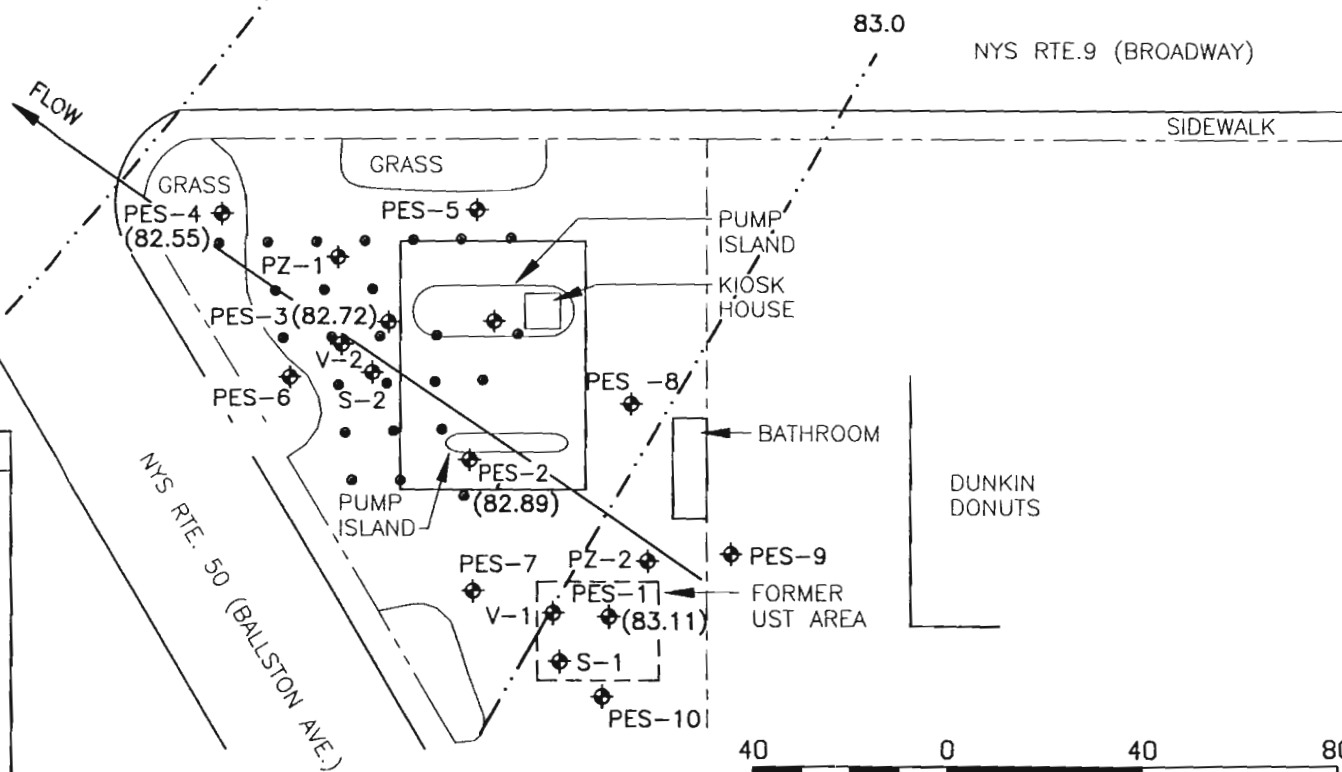 83.0
NYS RTE.9 (BROADWAY)
FLOW
SIDEWALK
GRASS
GRASS
PES-4
(82.55)
PES-5
PUMP
ISLAND
PZ-1
KIOSK
HOUSE
PES-3(82.72)
V-2
PES-6
S-2
PES -8
BATHROOM
PES-2
(82.89)
PUMP
ISLAND
DUNKIN
DONUTS
NYS RTE. 50 (BALLSTON AVE.)
PES-7
PZ-2
PES-9
PES-1
(83.11)
FORMER
UST AREA
V-1
S-1
PES-10
40 0 40 80